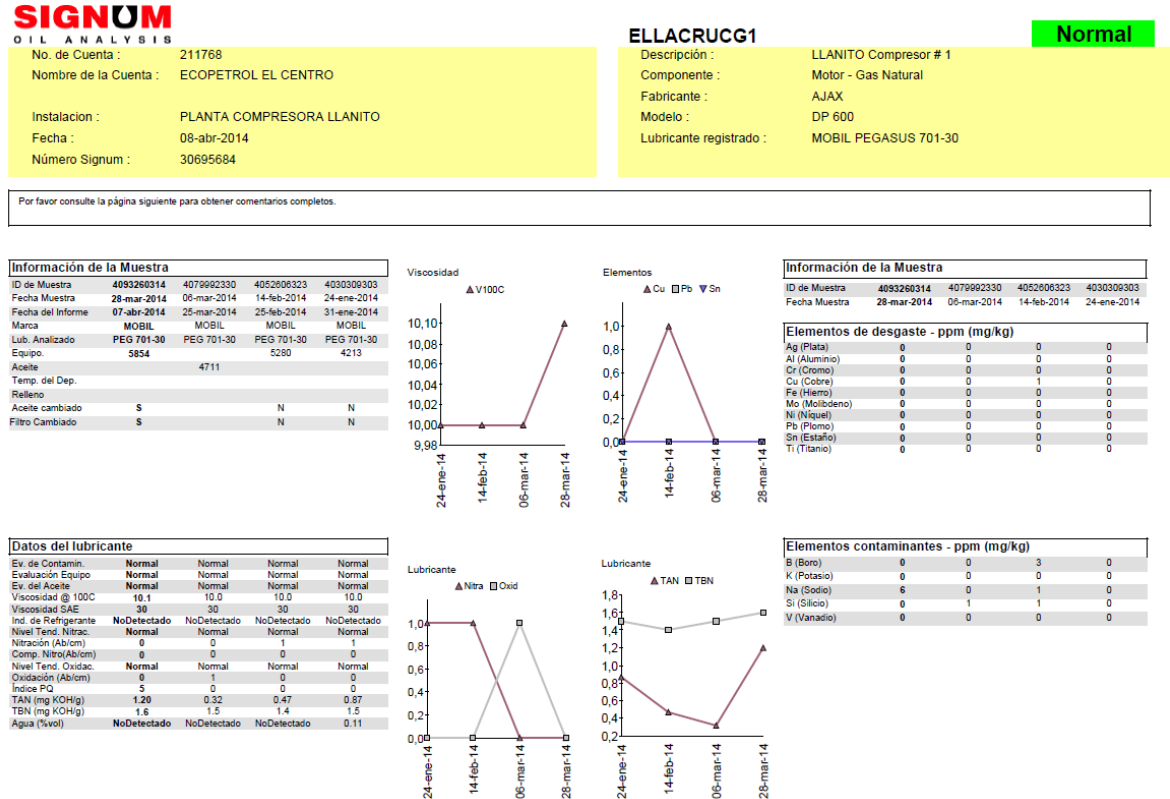 SIGNUM
OIL ANALYSIS
ELLACRUCG1
Normal
No. de Cuenta : 211768
Nombre de la Cuenta : ECOPETROL EL CENTRO
Instalacion : PLANTA COMPRESORA LLANITO
Fecha : 08-abr-2014
Número Signum : 30695684
Descripción : LLANITO Compresor # 1
Componente : Motor - Gas Natural
Fabricante : AJAX
Modelo : DP 600
Lubricante registrado : MOBIL PEGASUS 701-30
Por favor consulte la página siguiente para obtener comentarios completos.
Información de la Muestra
ID de Muestra 4093260314 4079992330 4052606323 4030309303
Fecha Muestra 28-mar-2014 06-mar-2014 14-feb-2014 24-ene-2014
Fecha del Informe 07-abr-2014 25-mar-2014 25-feb-2014 31-ene-2014
Marca MOBIL MOBIL MOBIL MOBIL
Lub. Analizado PEG 701-30 PEG 701-30 PEG 701-30 PEG 701-30
Equipo. 5854 5280 4213
Aceite 4711
Temp. del Dep.
Relleno
Aceite cambiado S N N
Filtro Cambiado S N N
Viscosidad
V100C
10,10
10,08
10,06
10,04
10,02
10,00
9,98
24-ene-14 14-feb-14 06-mar-14 28-mar-14
Elementos
Cu Pb Sn
1,0
0,8
0,6
0,4
0,2
0,0
24-ene-14 14-feb-14 06-mar-14 28-mar-14
Información de la Muestra
ID de Muestra 4093260314 4079992330 4052606323 4030309303
Fecha Muestra 28-mar-2014 06-mar-2014 14-feb-2014 24-ene-2014
Elementos de desgaste - ppm (mg/kg)
Ag (Plata) 0 0 0 0
Al (Aluminio) 0 0 0 0
Cr (Cromo) 0 0 0 0
Cu (Cobre) 0 0 1 0
Fe (Hierro) 0 0 0 0
Mo (Molibdeno) 0 0 0 0
Ni (Níquel) 0 0 0 0
Pb (Plomo) 0 0 0 0
Sn (Estaño) 0 0 0 0
Ti (Titanio) 0 0 0 0
Datos del lubricante
Ev. de Contamin. Normal Normal Normal Normal
Evaluación Equipo Normal Normal Normal Normal
Ev. del Aceite Normal Normal Normal Normal
Viscosidad @ 100C 10.1 10.0 10.0 10.0
Viscosidad SAE 30 30 30 30
Ind. de Refrigerante NoDetectado NoDetectado NoDetectado NoDetectado
Nivel Tend. Nitrac. Normal Normal Normal Normal
Nitración (Ab/cm) 0 0 1 1
Comp. Nitro(Ab/cm) 0 0 0 0
Nivel Tend. Oxidac. Normal Normal Normal Normal
Oxidación (Ab/cm) 0 1 0 0
Índice PQ 5 0 0 0
TAN (mg KOH/g) 1.20 0.32 0.47 0.87
TBN (mg KOH/g) 1.6 1.5 1.4 1.5
Agua (%vol) NoDetectado NoDetectado NoDetectado 0.11
Lubricante
Nitra Oxid
1,0
0,8
0,6
0,4
0,2
0,0
24-ene-14 14-feb-14 06-mar-14 28-mar-14
Lubricante
TAN TBN
1,8
1,6
1,4
1,2
1,0
0,8
0,6
0,4
0,2
24-ene-14 14-feb-14 06-mar-14 28-mar-14
Elementos contaminantes - ppm (mg/kg)
B (Boro) 0 0 3 0
K (Potasio) 0 0 0 0
Na (Sodio) 6 0 1 0
Si (Silicio) 0 1 1 0
V (Vanadio) 0 0 0 0